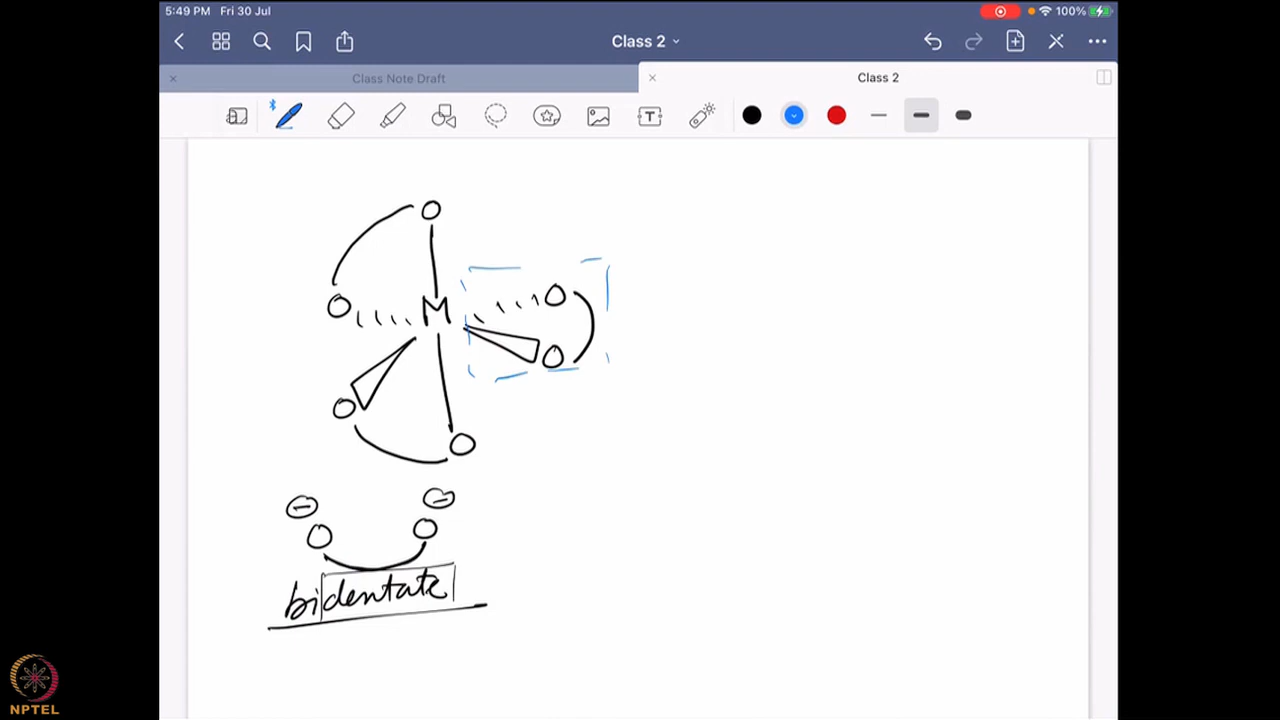 5:49 PM Fri 30 Jul
100%
Class 2
Class Note Draft
Class 2
T
O
O
M
O
O
O
O
O
O
bidentate
NPTEL